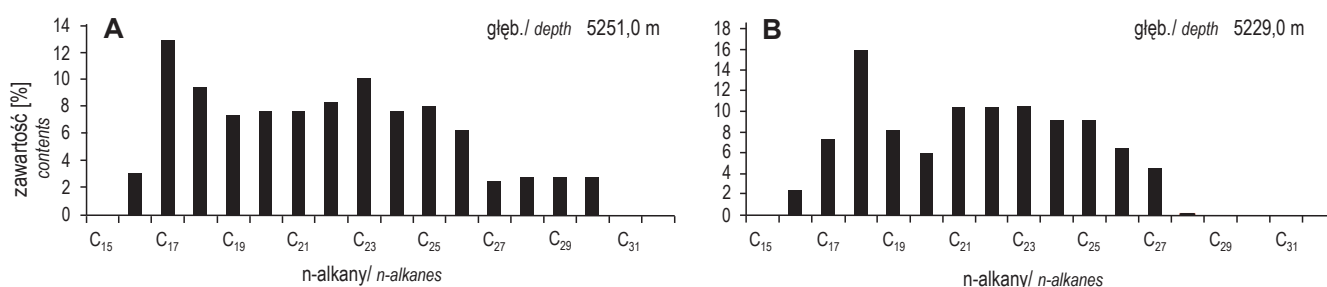 A
głęb./ depth 5251,0 m
zawartość [%]
contents
14
12
10
8
6
4
2
0
C15 C17 C19 C21 C23 C25 C27 C29 C31
n-alkany/ n-alkanes
B
głęb./ depth 5229,0 m
18
16
14
12
10
8
6
4
2
0
C15 C17 C19 C21 C23 C25 C27 C29 C31
n-alkany/ n-alkanes